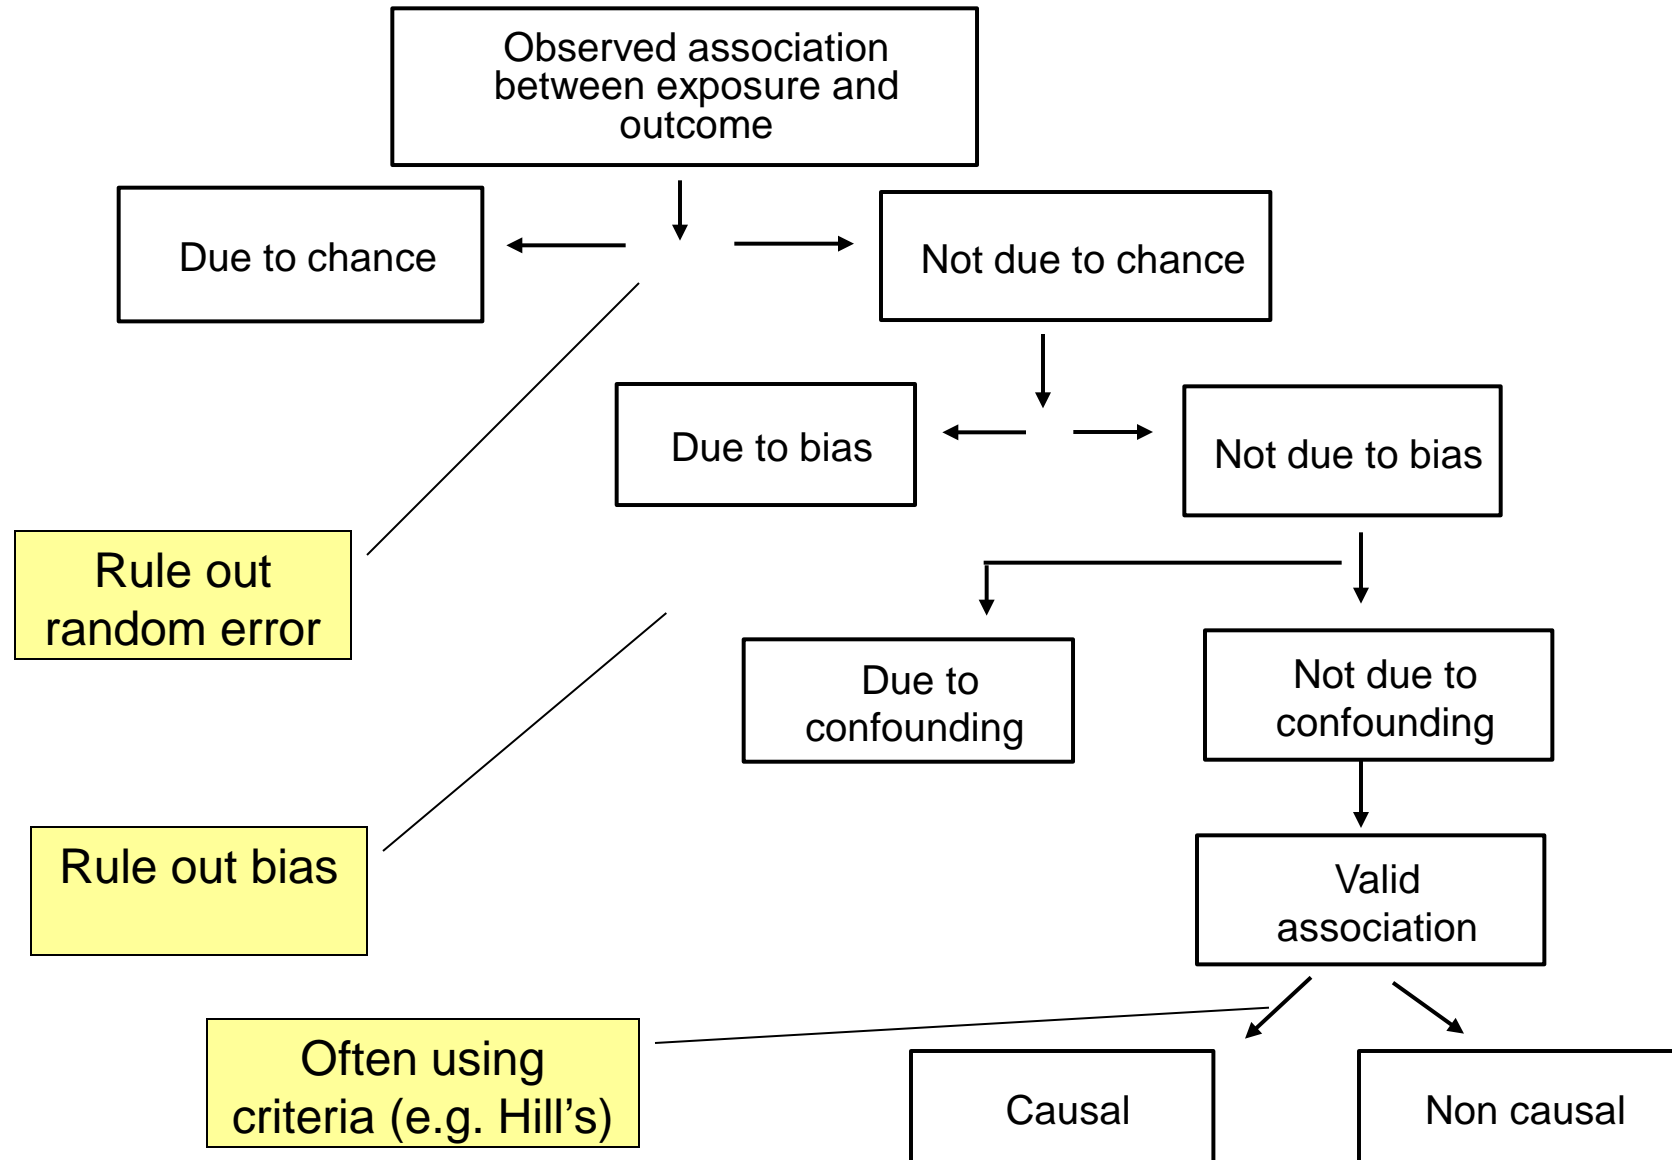 Observed association
between exposure and
outcome
Due to chance
Not due to chance
Due to bias
Not due to bias
Rule out
random error
Due to
confounding
Not due to
confounding
Rule out bias
Valid
association
Often using
criteria (e.g. Hill's)
Causal
Non causal